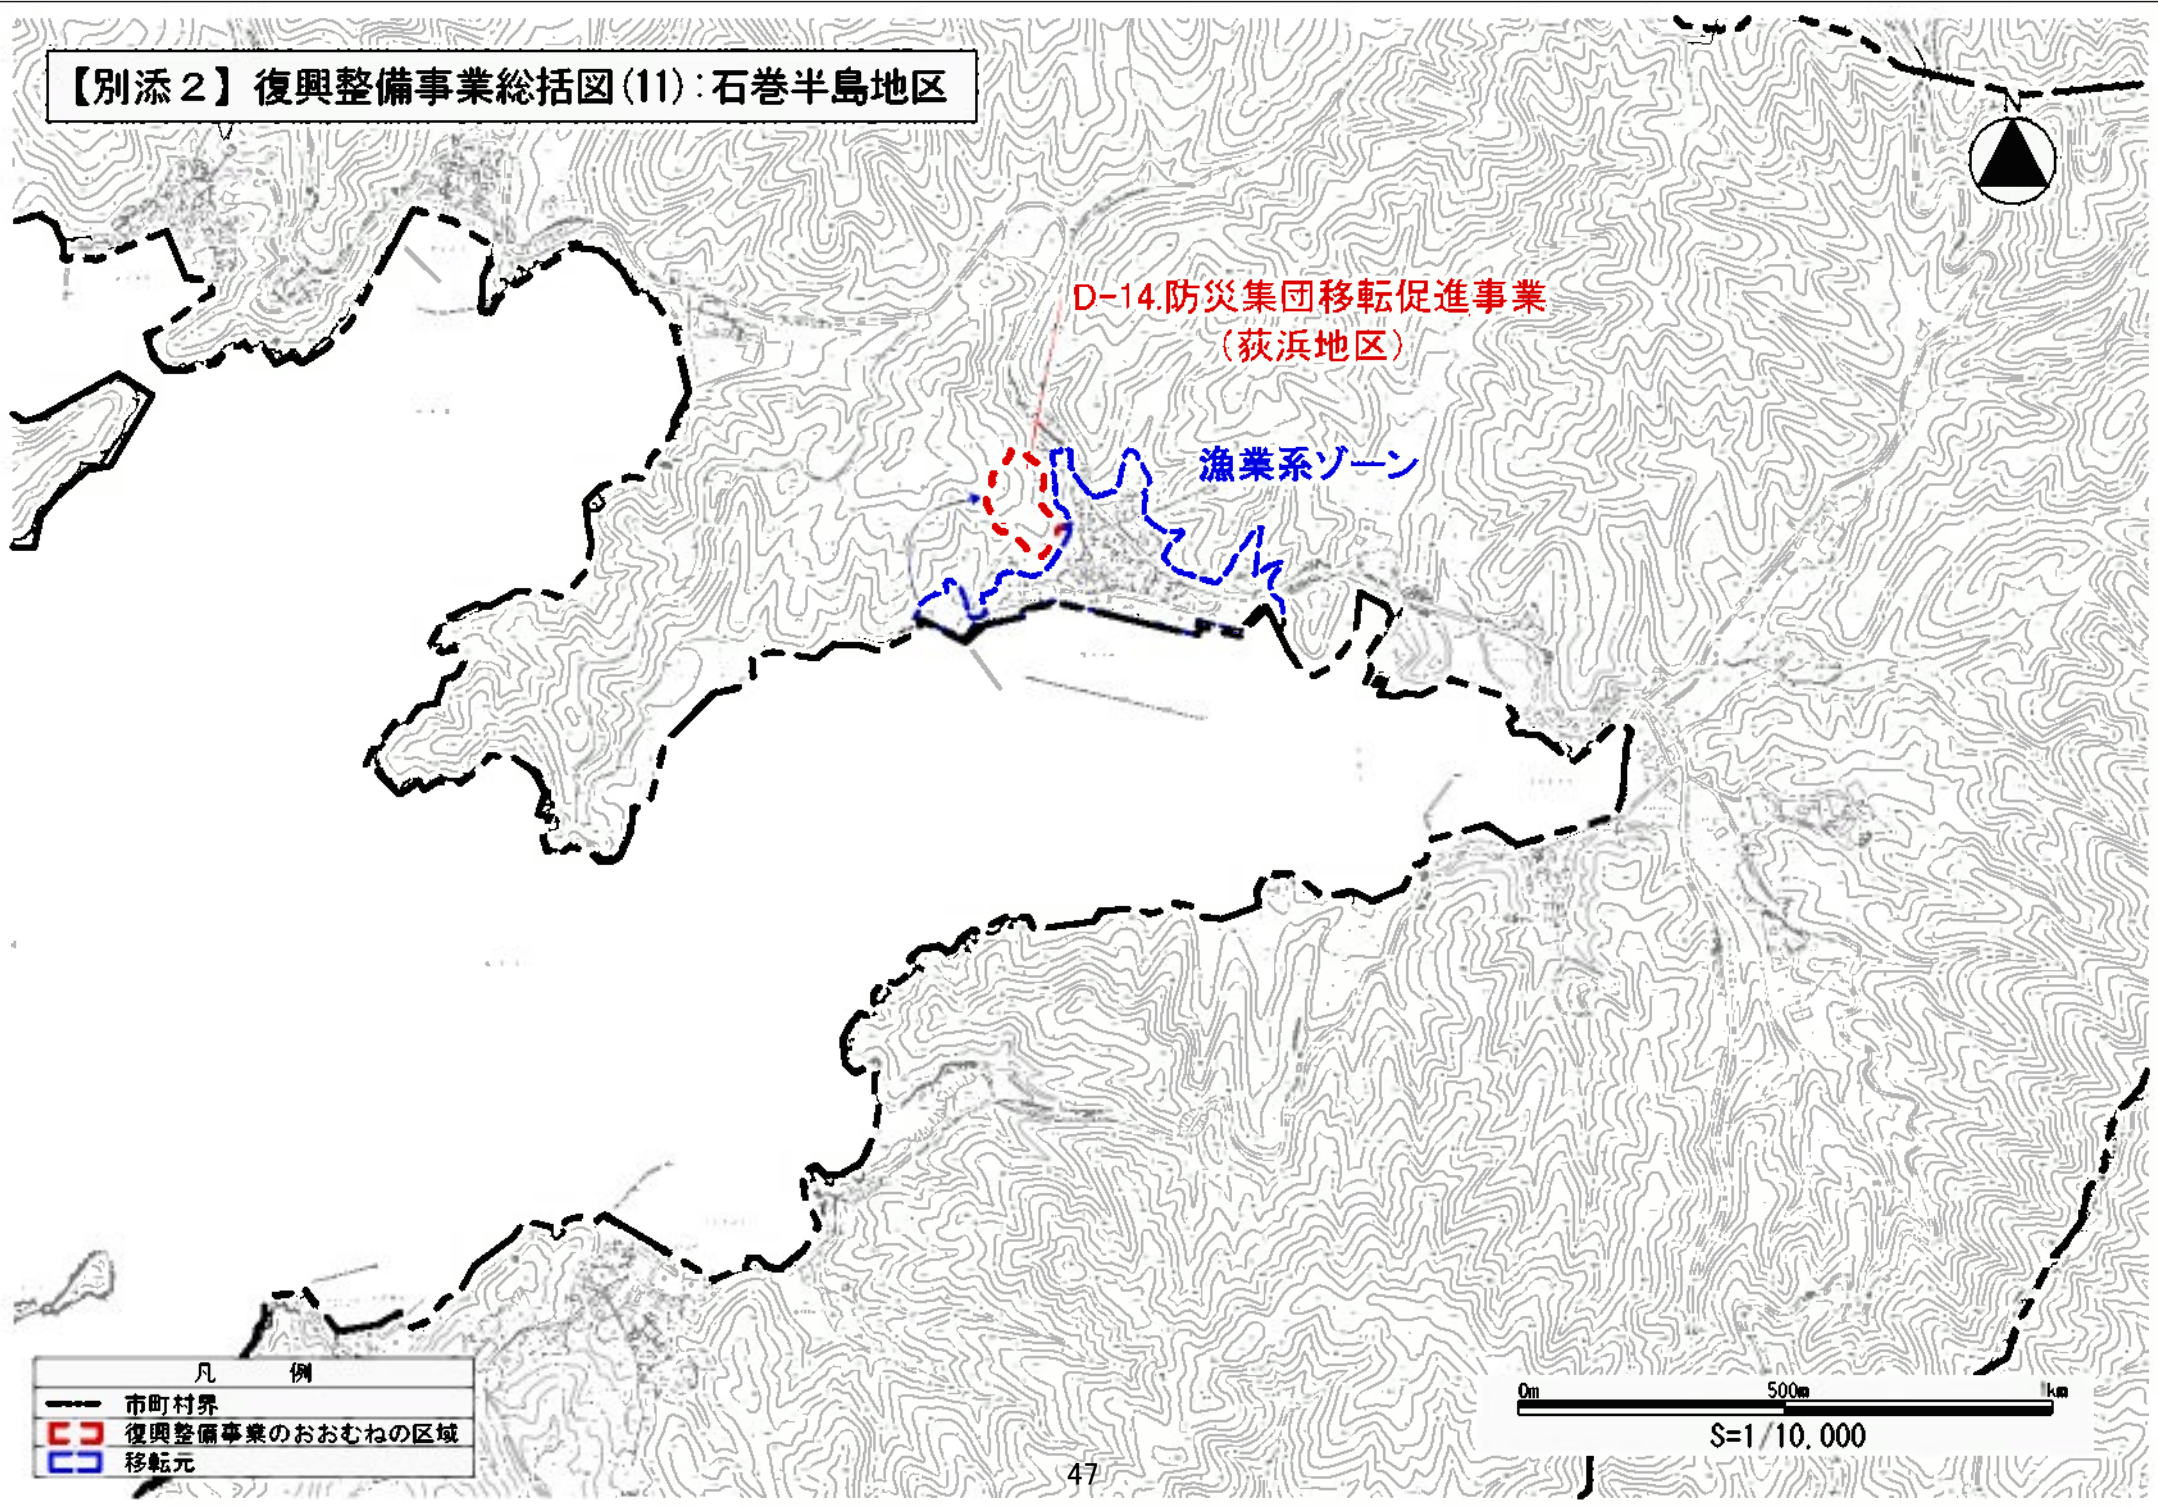 【別添２】復興整備事業総括図(11):石巻半島地区
N
D-14.防災集団移転促進事業
(荻浜地区)
漁業系ゾーン
凡 例
市町村界
復興整備事業のおおむねの区域
移転元
0m 500m 1km
S=1/10,000
47